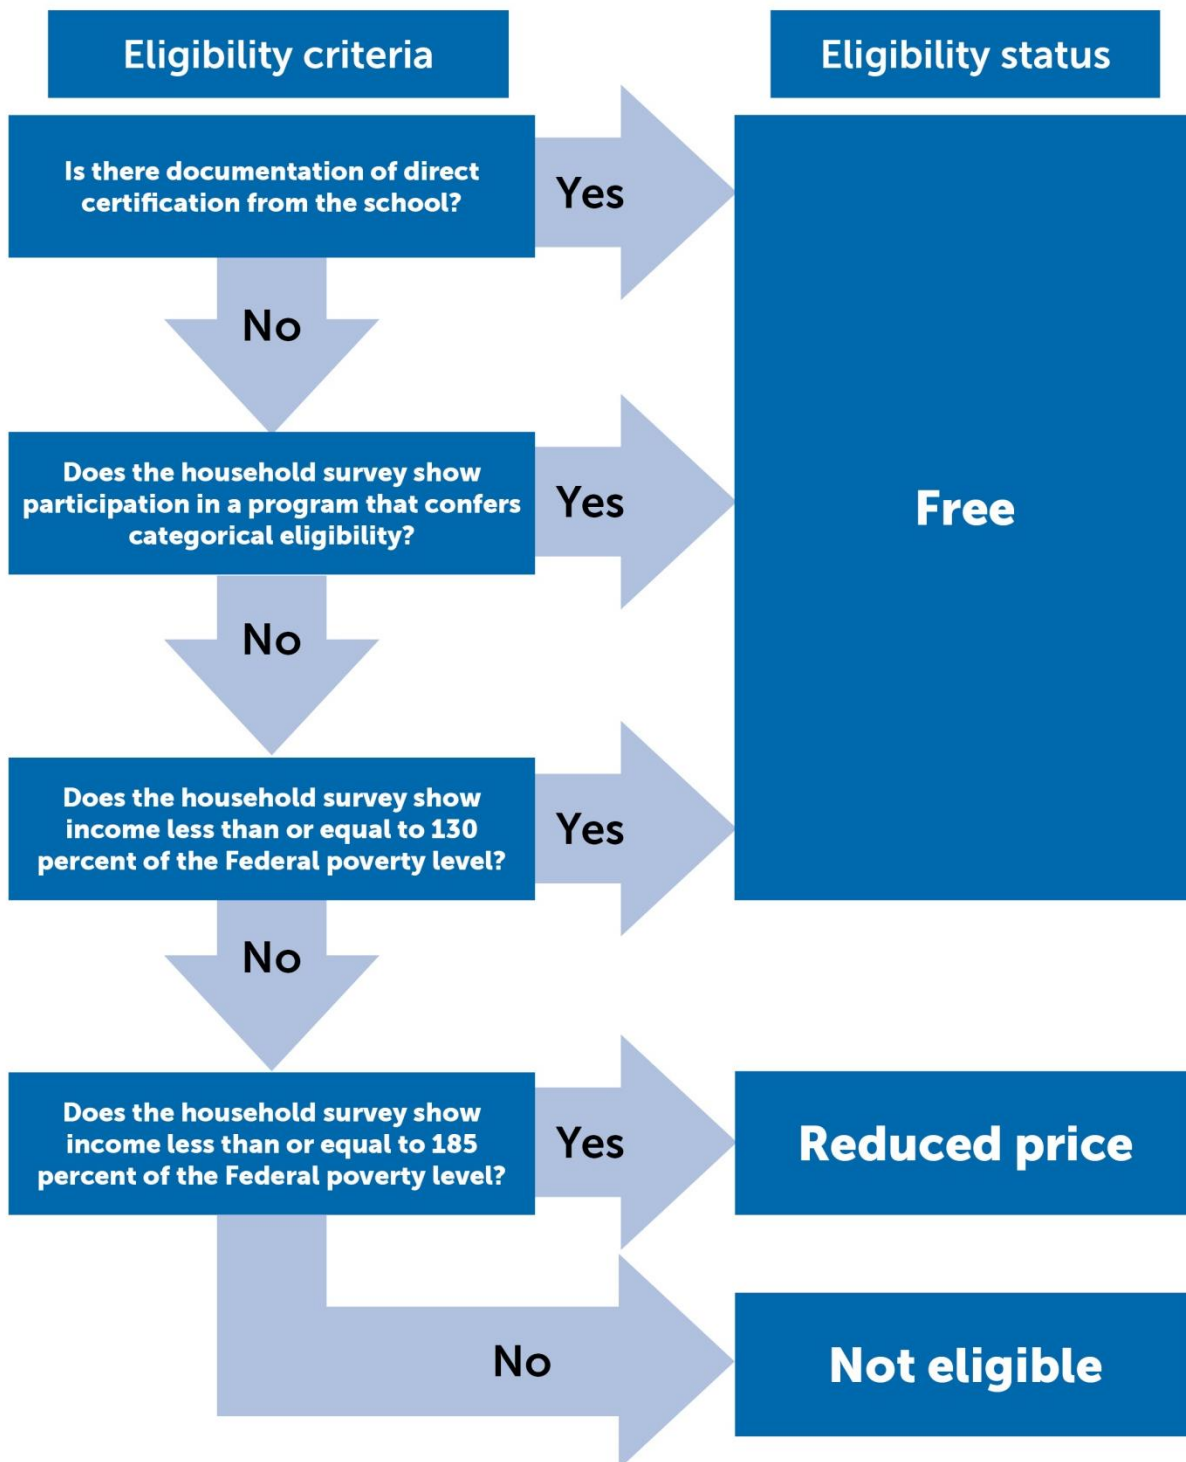 Eligibility criteria
Eligibility status
Is there documentation of direct
certification from the school?
Yes
No
Does the household survey show
participation in a program that confers
categorical eligibility?
Yes
Free
No
Does the household survey show
income less than or equal to 130
percent of the Federal poverty level?
Yes
No
Does the household survey show
income less than or equal to 185
percent of the Federal poverty level?
Yes
Reduced price
No
Not eligible